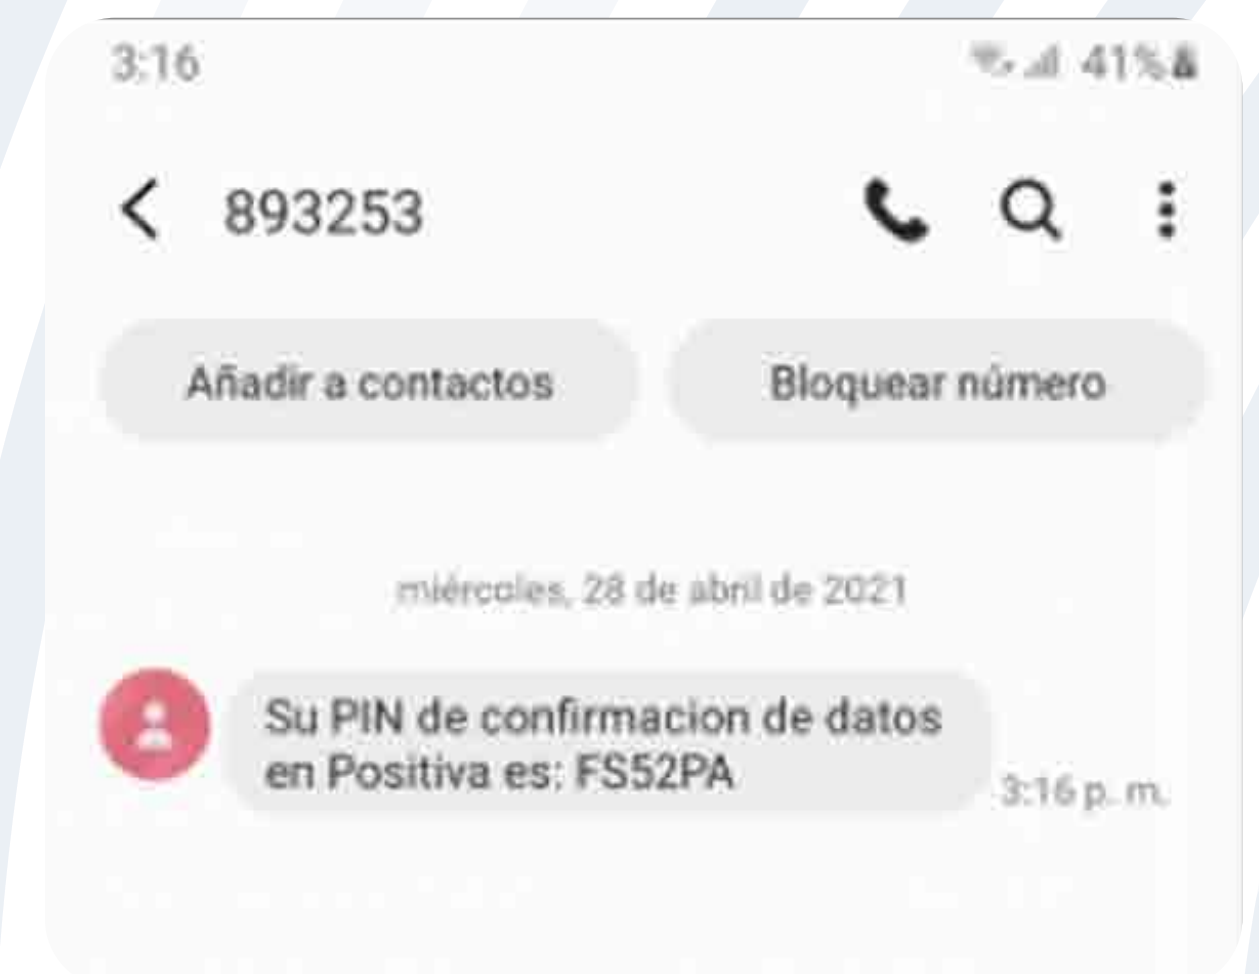 3:16 41%
893253
Añadir a contactos Bloquear número
miércoles, 28 de abril de 2021
Su PIN de confirmacion de datos
en Positiva es: FS52PA
3:16 p. m.